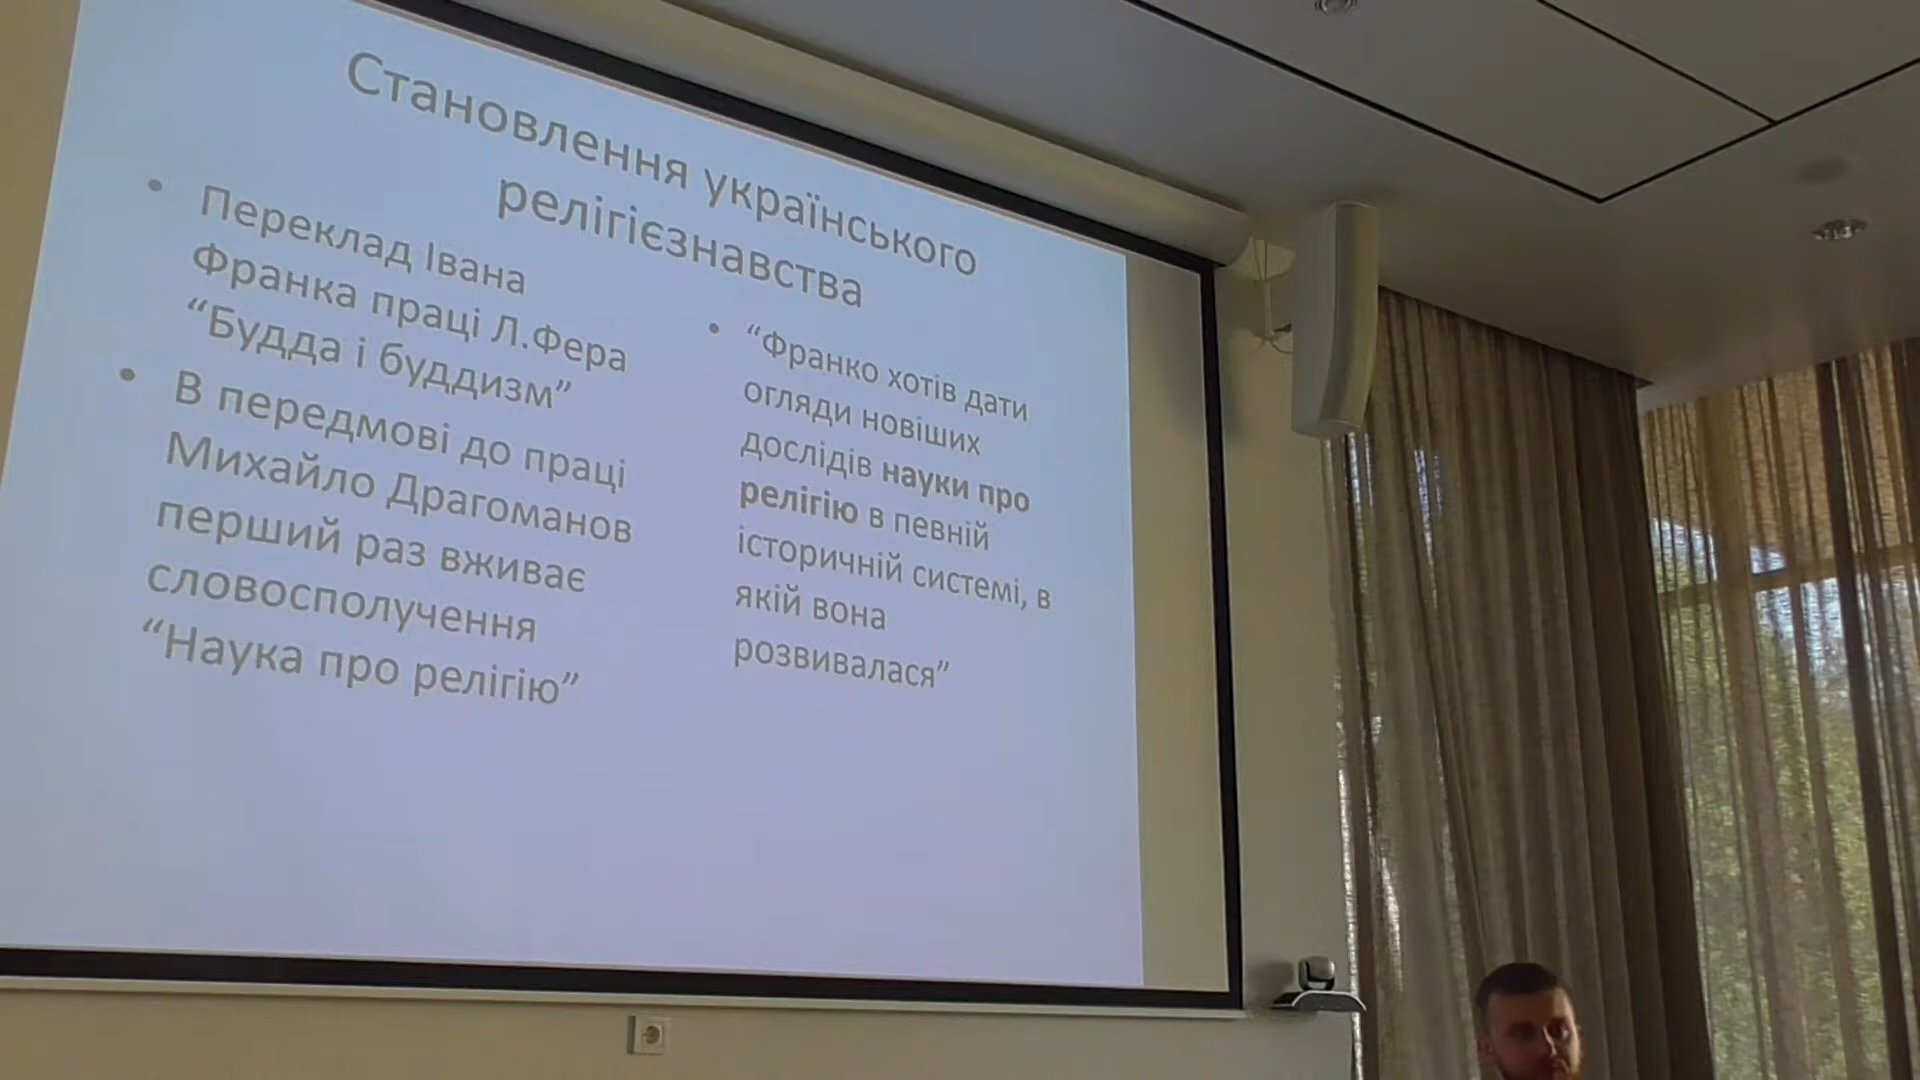 Становлення українського
релігієзнавства
• Переклад Івана
Франка праці Л.Фера
“Будда і буддизм”
• В передмові до праці
Михайло Драгоманов
перший раз вживає
словосполучення
“Наука про релігію”
• “Франко хотів дати
огляди новіших
дослідів науки про
релігію в певній
історичній системі, в
якій вона
розвивалася”